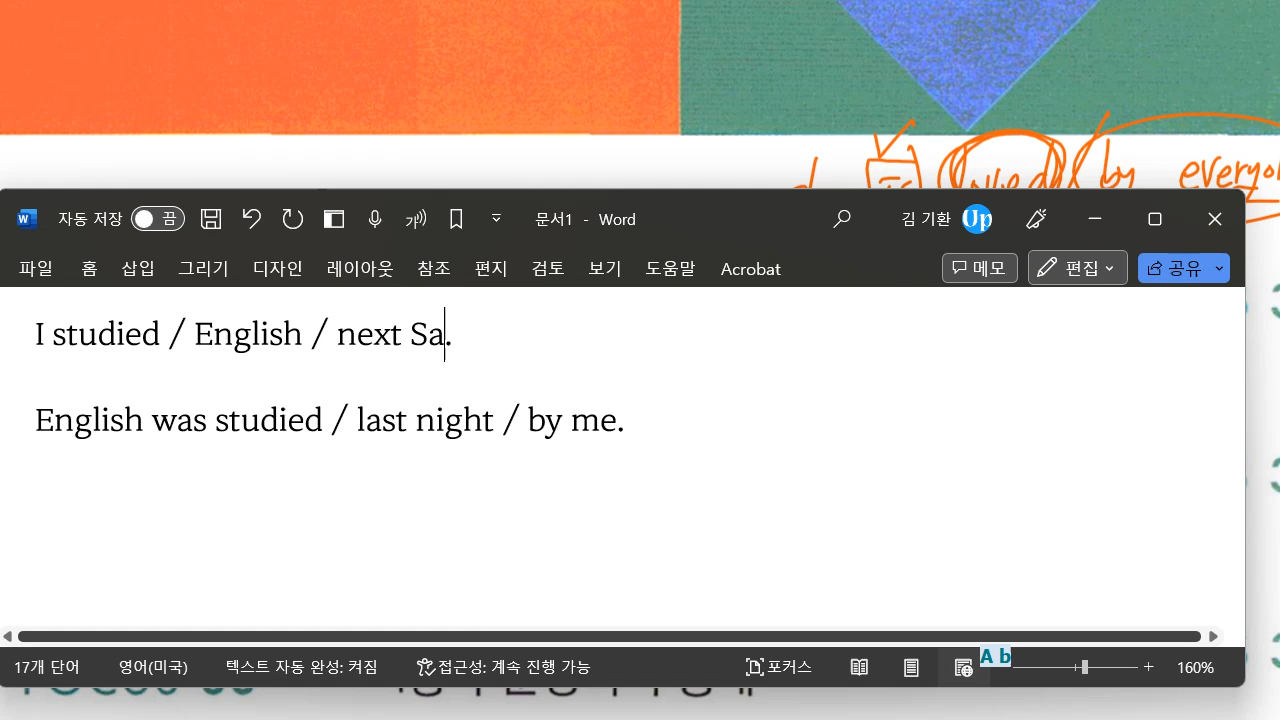 by everyo
자동 저장 끔 문서1 - Word 김 기환 Up
파일 홈 삽입 그리기 디자인 레이아웃 참조 편지 검토 보기 도움말 Acrobat 메모 편집 공유
I studied / English / next Sa.
English was studied / last night / by me.
17개 단어 영어(미국) 텍스트 자동 완성: 켜짐 접근성: 계속 진행 가능 포커스 A b 160%